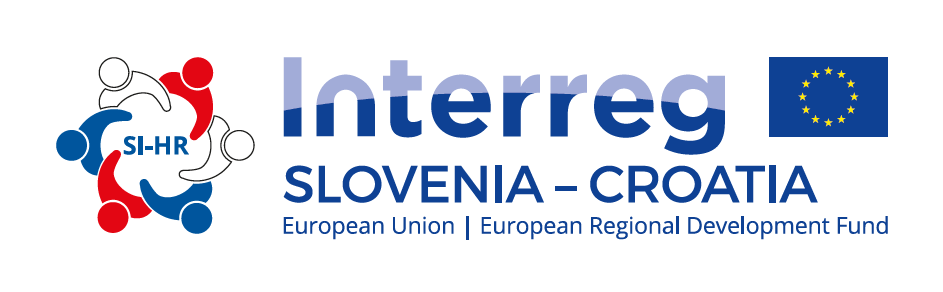 SI-HR
Interreg
SLOVENIA – CROATIA
European Union | European Regional Development Fund